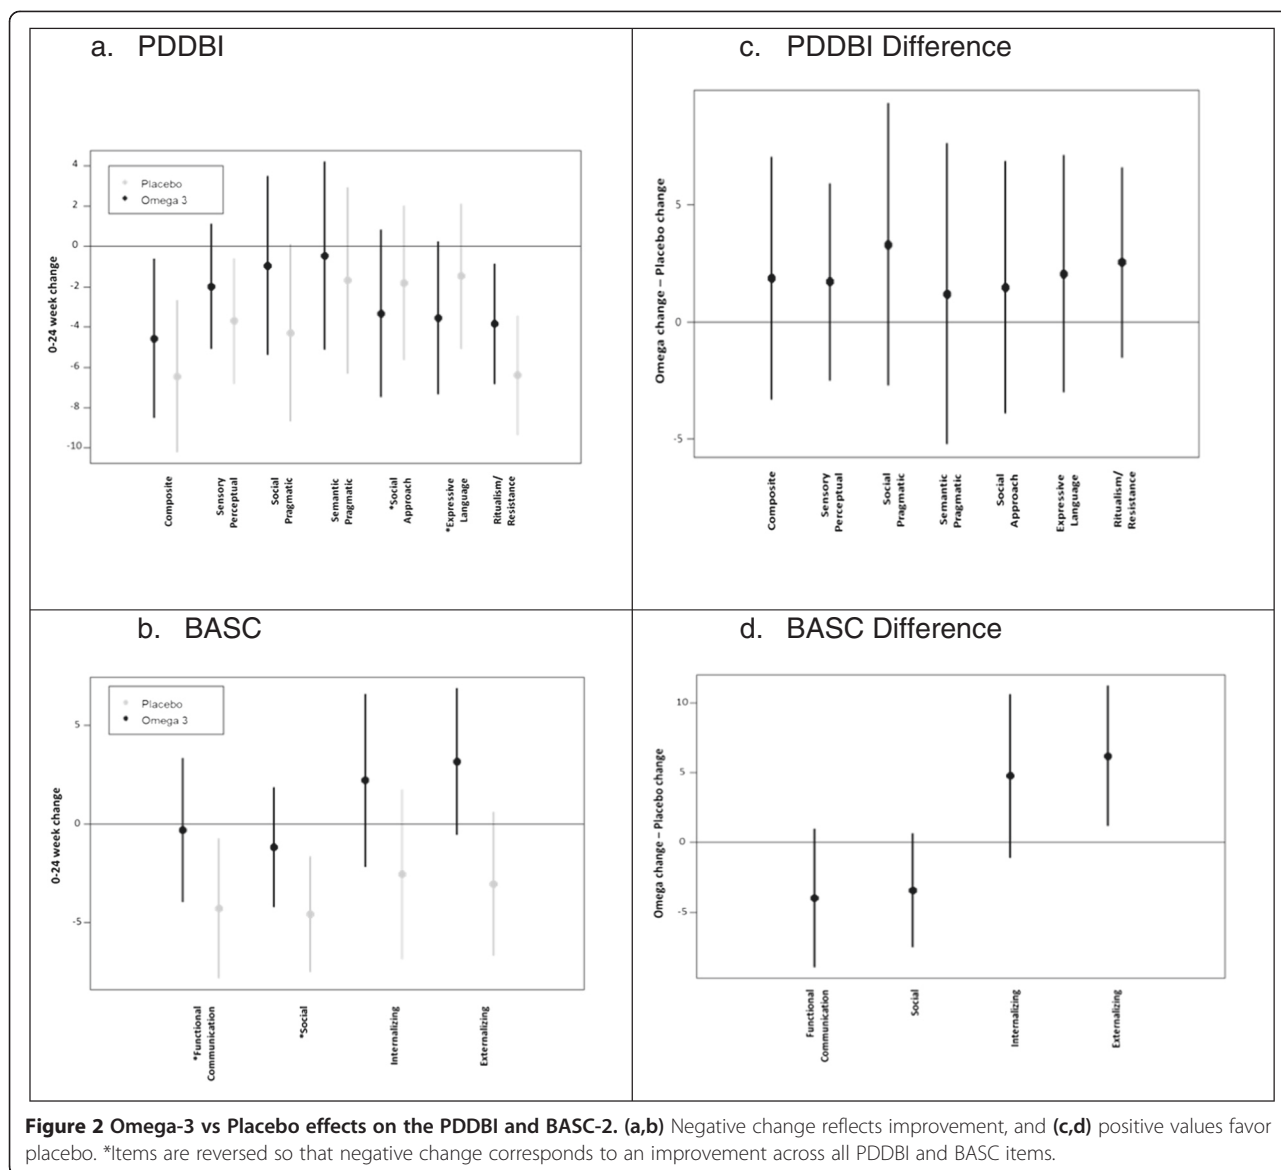 a. PDDBI
4
2
0
-2
-4
-6
-8
-10
0-24 week change
Placebo
Omega 3
Composite
Sensory
Perceptual
Social
Pragmatic
Semantic
Pragmatic
*Social
Approach
*Expressive
Language
Ritualism/
Resistance
c. PDDBI Difference
5
0
-5
Omega change – Placebo change
Composite
Sensory
Perceptual
Social
Pragmatic
Semantic
Pragmatic
Social
Approach
Expressive
Language
Ritualism/
Resistance
b. BASC
5
0
-5
0-24 week change
Placebo
Omega 3
*Functional
Communication
*Social
Internalizing
Externalizing
d. BASC Difference
10
5
0
-5
Omega change – Placebo change
Functional
Communication
Social
Internalizing
Externalizing
Figure 2 Omega-3 vs Placebo effects on the PDDBI and BASC-2. (a,b) Negative change reflects improvement, and (c,d) positive values favor
placebo. *Items are reversed so that negative change corresponds to an improvement across all PDDBI and BASC items.